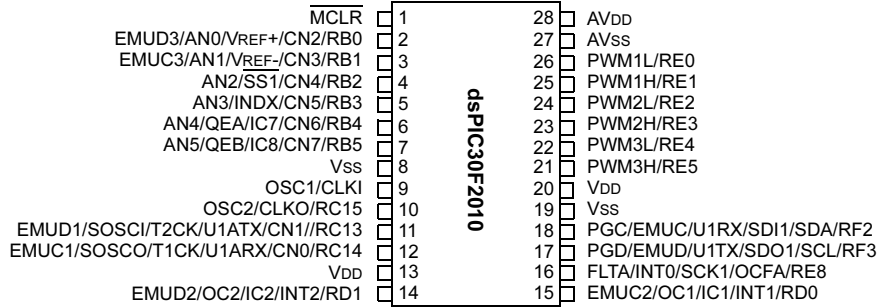 MCLR 1 28 AVDD
EMUD3/AN0/VREF+/CN2/RB0 2 27 AVSS
EMUC3/AN1/VREF-/CN3/RB1 3 26 PWM1L/RE0
AN2/SS1/CN4/RB2 4 25 PWM1H/RE1
AN3/INDX/CN5/RB3 5 24 PWM2L/RE2
AN4/QEA/IC7/CN6/RB4 6 23 PWM2H/RE3
AN5/QEB/IC8/CN7/RB5 7 22 PWM3L/RE4
VSS 8 21 PWM3H/RE5
OSC1/CLKI 9 20 VDD
OSC2/CLKO/RC15 10 19 VSS
EMUD1/SOSCI/T2CK/U1ATX/CN1//RC13 11 18 PGC/EMUC/U1RX/SDI1/SDA/RF2
EMUC1/SOSCO/T1CK/U1ARX/CN0/RC14 12 17 PGD/EMUD/U1TX/SDO1/SCL/RF3
VDD 13 16 FLTA/INT0/SCK1/OCFA/RE8
EMUD2/OC2/IC2/INT2/RD1 14 15 EMUC2/OC1/IC1/INT1/RD0
dsPIC30F2010